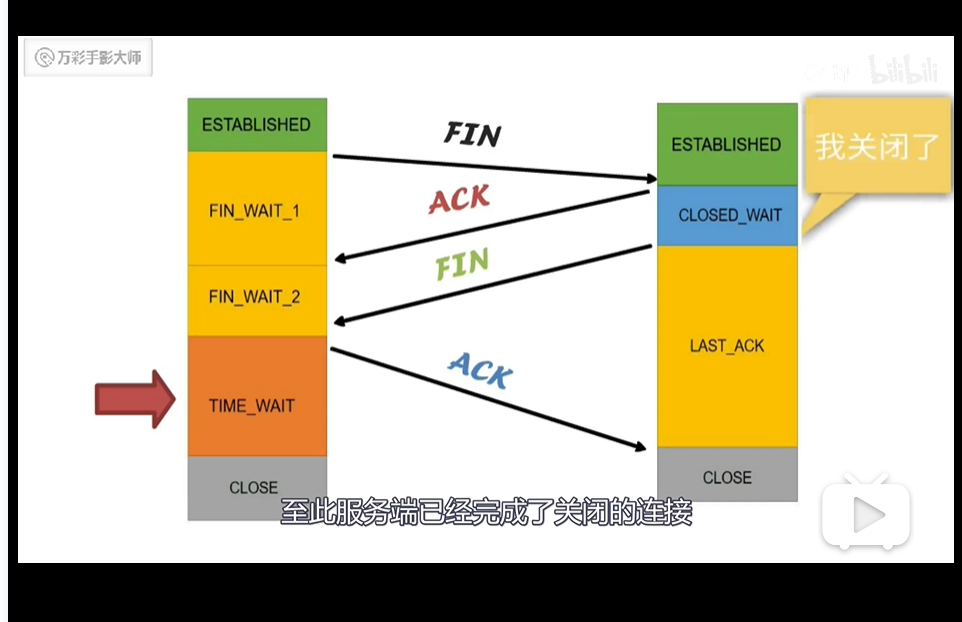 万彩手影大师
bilibili
ESTABLISHED
FIN
ESTABLISHED
我关闭了
ACK
FIN_WAIT_1
CLOSED_WAIT
FIN
FIN_WAIT_2
LAST_ACK
ACK
TIME_WAIT
CLOSE
CLOSE
至此服务端已经完成了关闭的连接